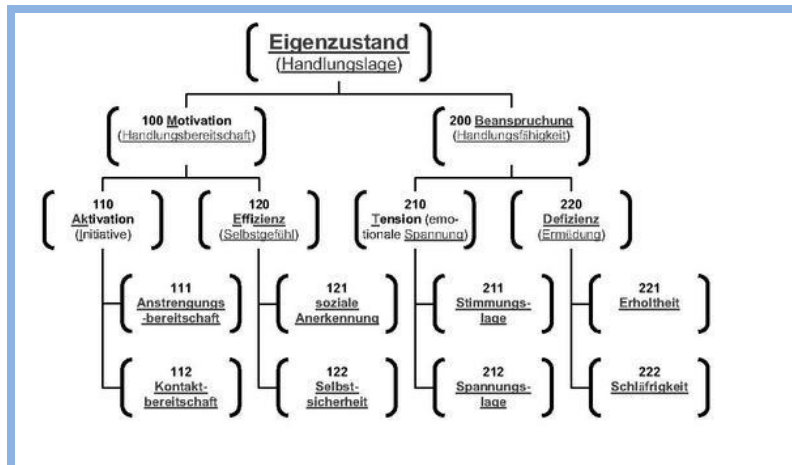 Eigenzustand
(Handlungslage)
100 Motivation
(Handlungsbereitschaft)
200 Beanspruchung
(Handlungsfähigkeit)
110
Aktivation
(Initiative)
120
Effizienz
(Selbstgefühl)
210
Tension (emo-
tionale Spannung)
220
Defizienz
(Ermüdung)
111
Anstrengungs
-bereitschaft
121
soziale
Anerkennung
211
Stimmungs-
lage
221
Erholtheit
112
Kontakt-
bereitschaft
122
Selbst-
sicherheit
212
Spannungs-
lage
222
Schläfrigkeit